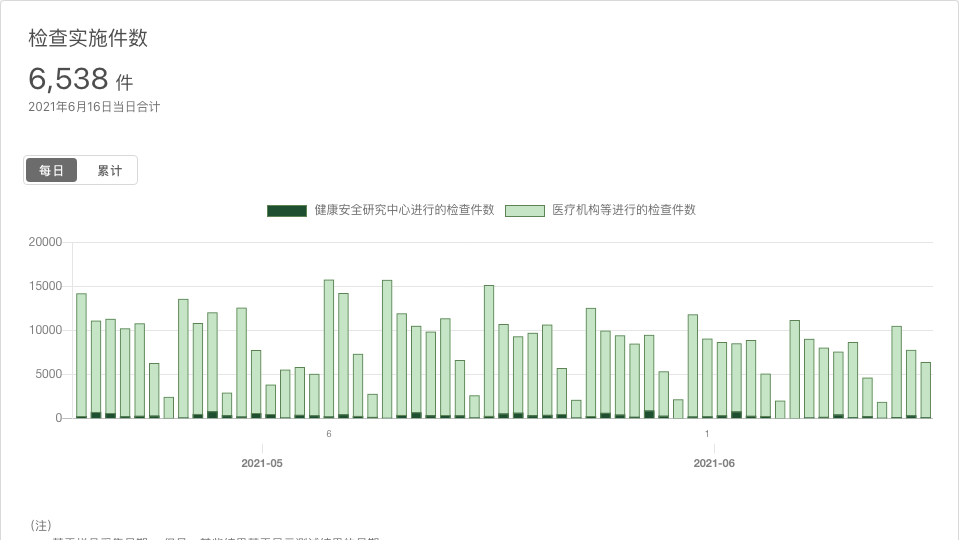 检查实施件数
6,538 件
2021年6月16日当日合计
每日 累计
健康安全研究中心进行的检查件数 医疗机构等进行的检查件数
20000
15000
10000
5000
0
6 1
2021-05 2021-06
(注)